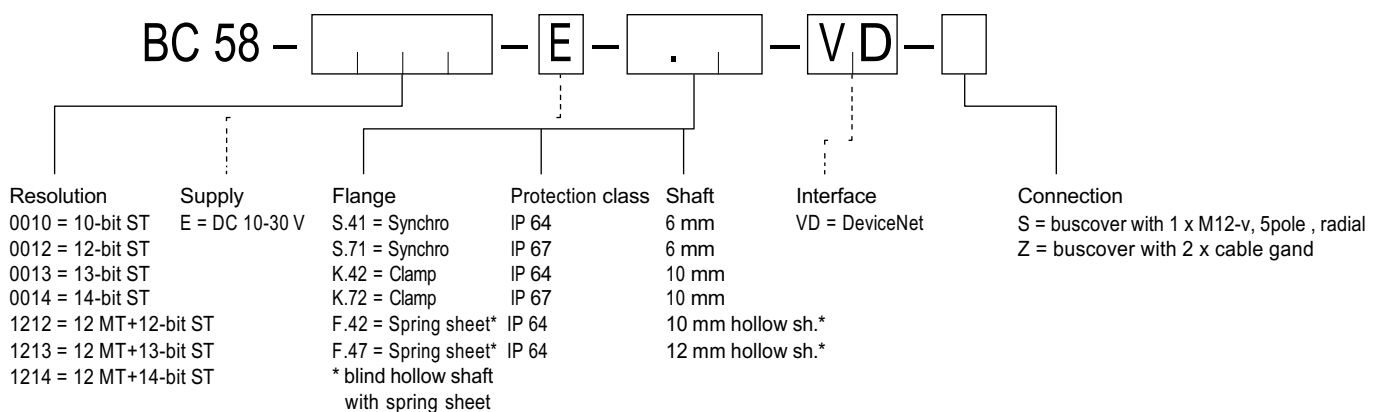 BC 58 – – E – . – VD –
Resolution Supply Flange Protection class Shaft Interface Connection
0010 = 10-bit ST E = DC 10-30 V S.41 = Synchro IP 64 6 mm VD = DeviceNet S = buscover with 1 x M12-v, 5pole , radial
0012 = 12-bit ST S.71 = Synchro IP 67 6 mm Z = buscover with 2 x cable gand
0013 = 13-bit ST K.42 = Clamp IP 64 10 mm
0014 = 14-bit ST K.72 = Clamp IP 67 10 mm
1212 = 12 MT+12-bit ST F.42 = Spring sheet* IP 64 10 mm hollow sh.*
1213 = 12 MT+13-bit ST F.47 = Spring sheet* IP 64 12 mm hollow sh.*
1214 = 12 MT+14-bit ST * blind hollow shaft
with spring sheet